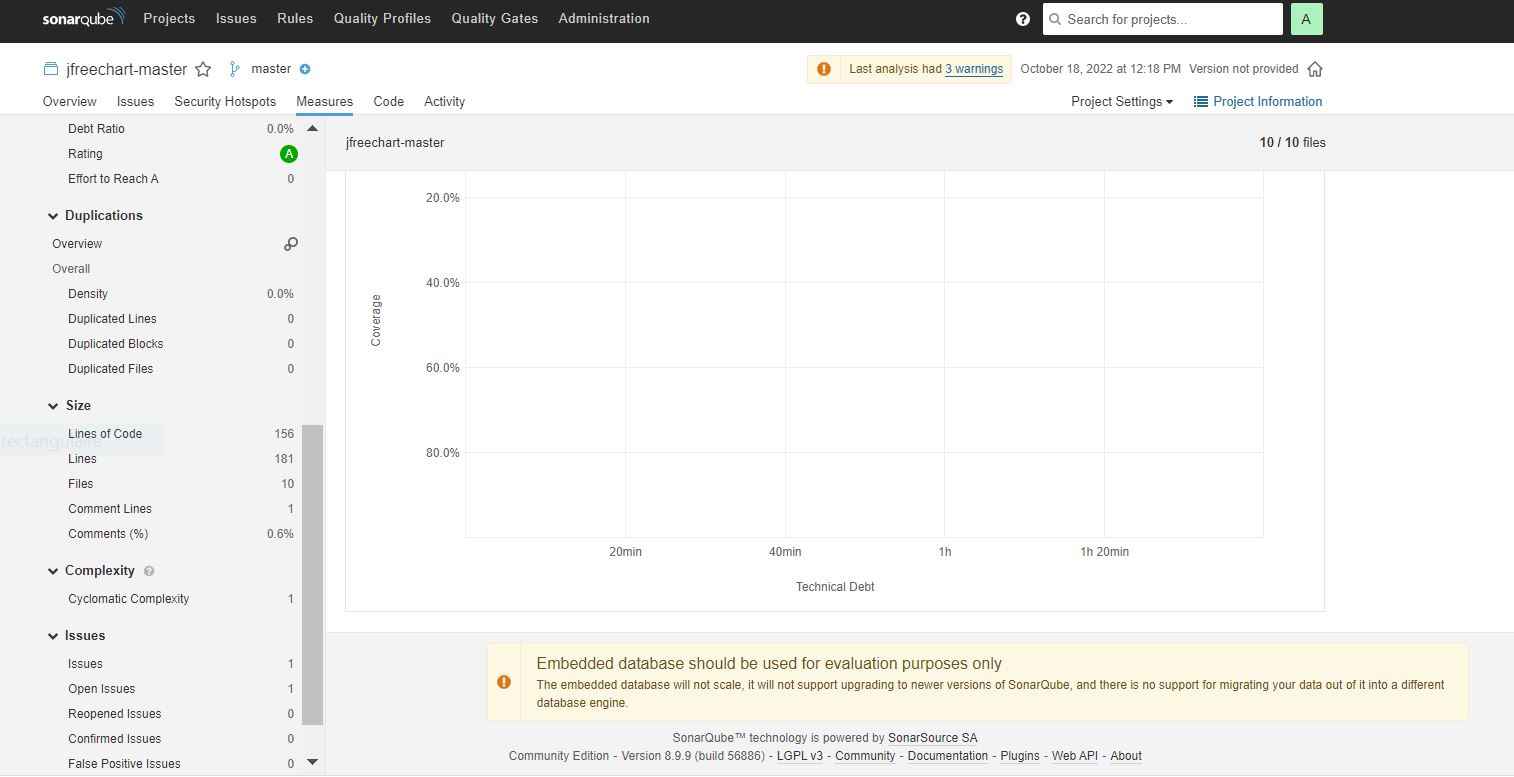 sonarqube Projects Issues Rules Quality Profiles Quality Gates Administration ? Search for projects... A
jfreechart-master master Last analysis had 3 warnings October 18, 2022 at 12:18 PM Version not provided
Overview Issues Security Hotspots Measures Code Activity Project Settings Project Information
Debt Ratio 0.0%
Rating A
Effort to Reach A 0
Duplications
Overview
Overall
Density 0.0%
Duplicated Lines 0
Duplicated Blocks 0
Duplicated Files 0
Size
Lines of Code 156
rectangulaire
Lines 181
Files 10
Comment Lines 1
Comments (%) 0.6%
Complexity ?
Cyclomatic Complexity 1
Issues
Issues 1
Open Issues 1
Reopened Issues 0
Confirmed Issues 0
False Positive Issues 0
jfreechart-master 10 / 10 files
20.0%
40.0%
Coverage
60.0%
80.0%
20min 40min 1h 1h 20min
Technical Debt
Embedded database should be used for evaluation purposes only
The embedded database will not scale, it will not support upgrading to newer versions of SonarQube, and there is no support for migrating your data out of it into a different
database engine.
SonarQube™ technology is powered by SonarSource SA
Community Edition - Version 8.9.9 (build 56886) - LGPL v3 - Community - Documentation - Plugins - Web API - About